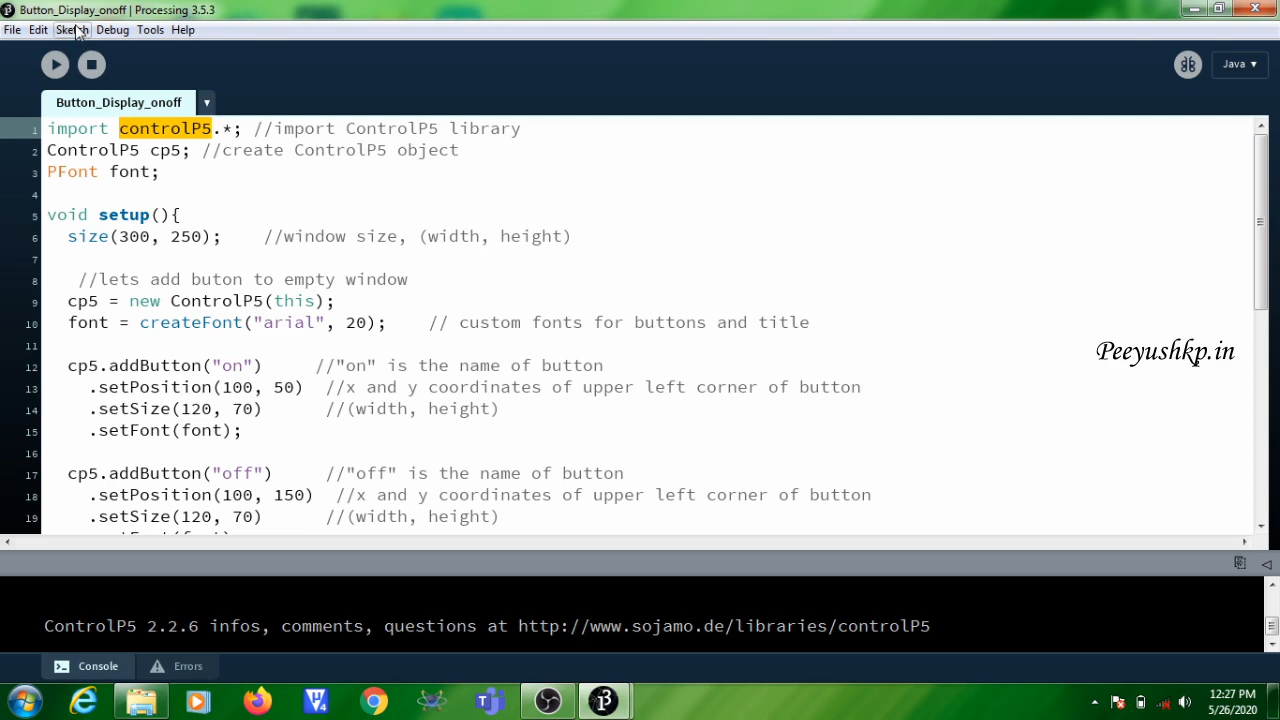 Button_Display_onoff | Processing 3.5.3
File Edit Sketch Debug Tools Help
Java
Button_Display_onoff
1 import controlP5.*; //import ControlP5 library
2 ControlP5 cp5; //create ControlP5 object
3 PFont font;
4
5 void setup(){
6 size(300, 250); //window size, (width, height)
7
8 //lets add buton to empty window
9 cp5 = new ControlP5(this);
10 font = createFont("arial", 20); // custom fonts for buttons and title
11
12 cp5.addButton("on") //"on" is the name of button
13 .setPosition(100, 50) //x and y coordinates of upper left corner of button
14 .setSize(120, 70) //(width, height)
15 .setFont(font);
16
17 cp5.addButton("off") //"off" is the name of button
18 .setPosition(100, 150) //x and y coordinates of upper left corner of button
19 .setSize(120, 70) //(width, height)
Peeyushkp.in
ControlP5 2.2.6 infos, comments, questions at http://www.sojamo.de/libraries/controlP5
Console Errors
12:27 PM
5/26/2020